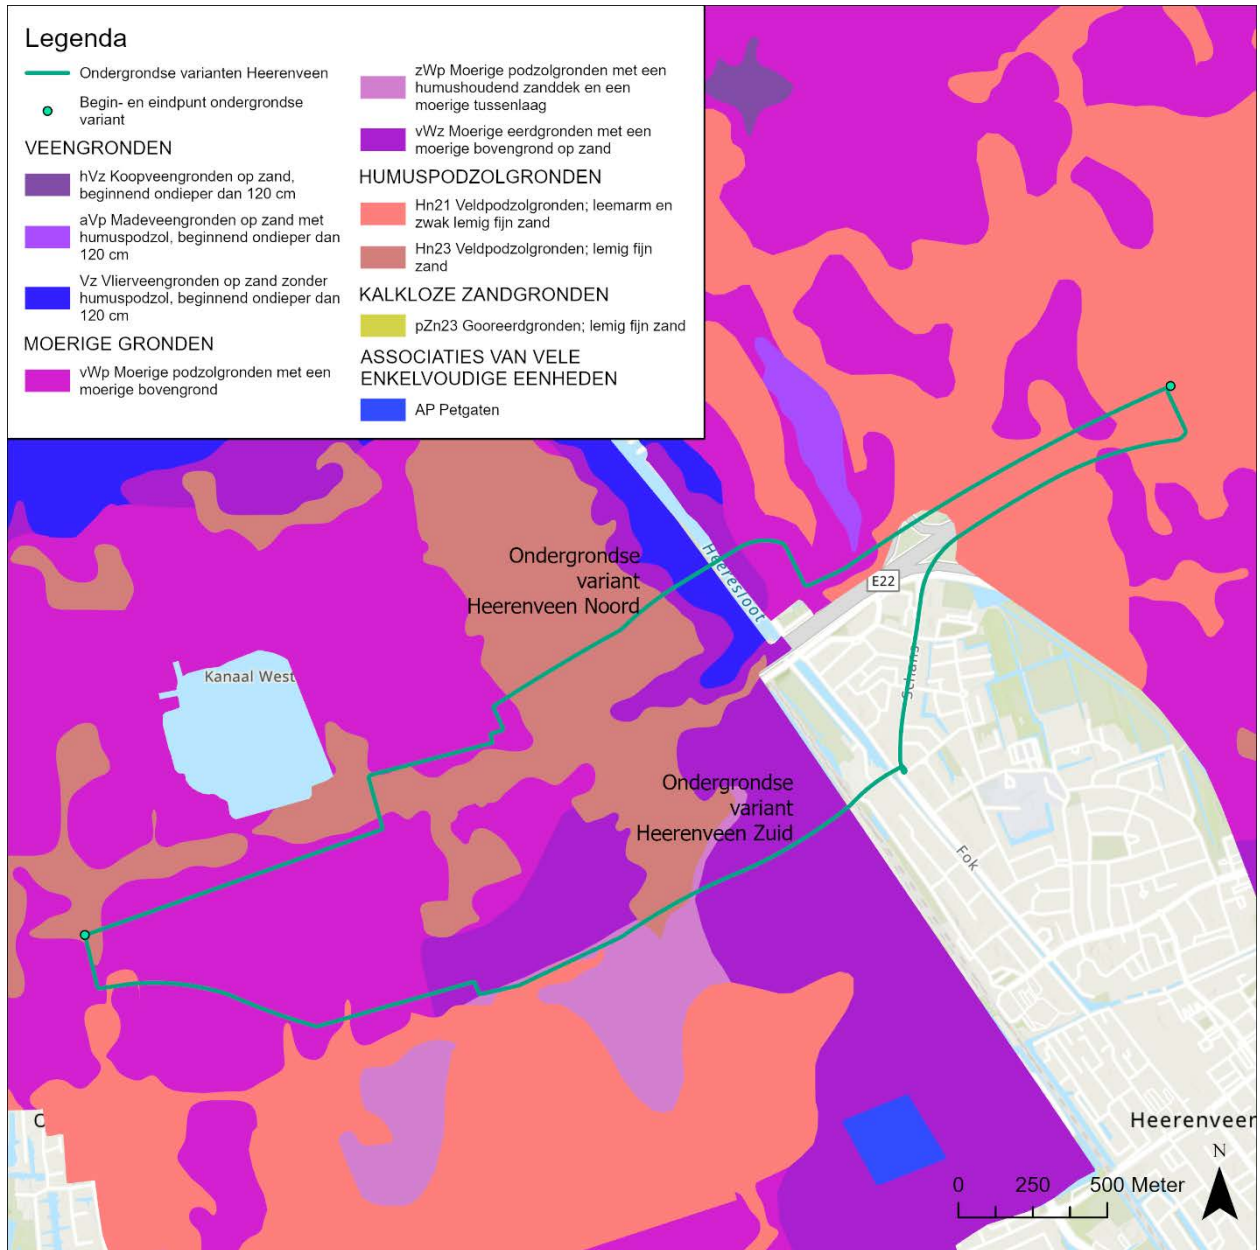 Legenda
Ondergrondse varianten Heerenveen
Begin- en eindpunt ondergrondse
variant
VEENGRONDEN
hVz Koopveengronden op zand,
beginnend ondieper dan 120 cm
aVp Madeveengronden op zand met
humuspodzol, beginnend ondieper dan
120 cm
Vz Vlierveengronden op zand zonder
humuspodzol, beginnend ondieper dan
120 cm
MOERIGE GRONDEN
vWp Moerige podzolgronden met een
moerige bovengrond
zWp Moerige podzolgronden met een
humushoudend zanddek en een
moerige tussenlaag
vWz Moerige eerdgronden met een
moerige bovengrond op zand
HUMUSPODZOLGRONDEN
Hn21 Veldpodzolgronden; leemarm en
zwak lemig fijn zand
Hn23 Veldpodzolgronden; lemig fijn
zand
KALKLOZE ZANDGRONDEN
pZn23 Gooreerdgronden; lemig fijn zand
ASSOCIATIES VAN VELE
ENKELVOUDIGE EENHEDEN
AP Petgaten
Ondergrondse
variant
Heerenveen Noord
Heeresloot
E22
Kanaal West
Schans
Ondergrondse
variant
Heerenveen Zuid
Fok
Heerenveen
N
0 250 500 Meter